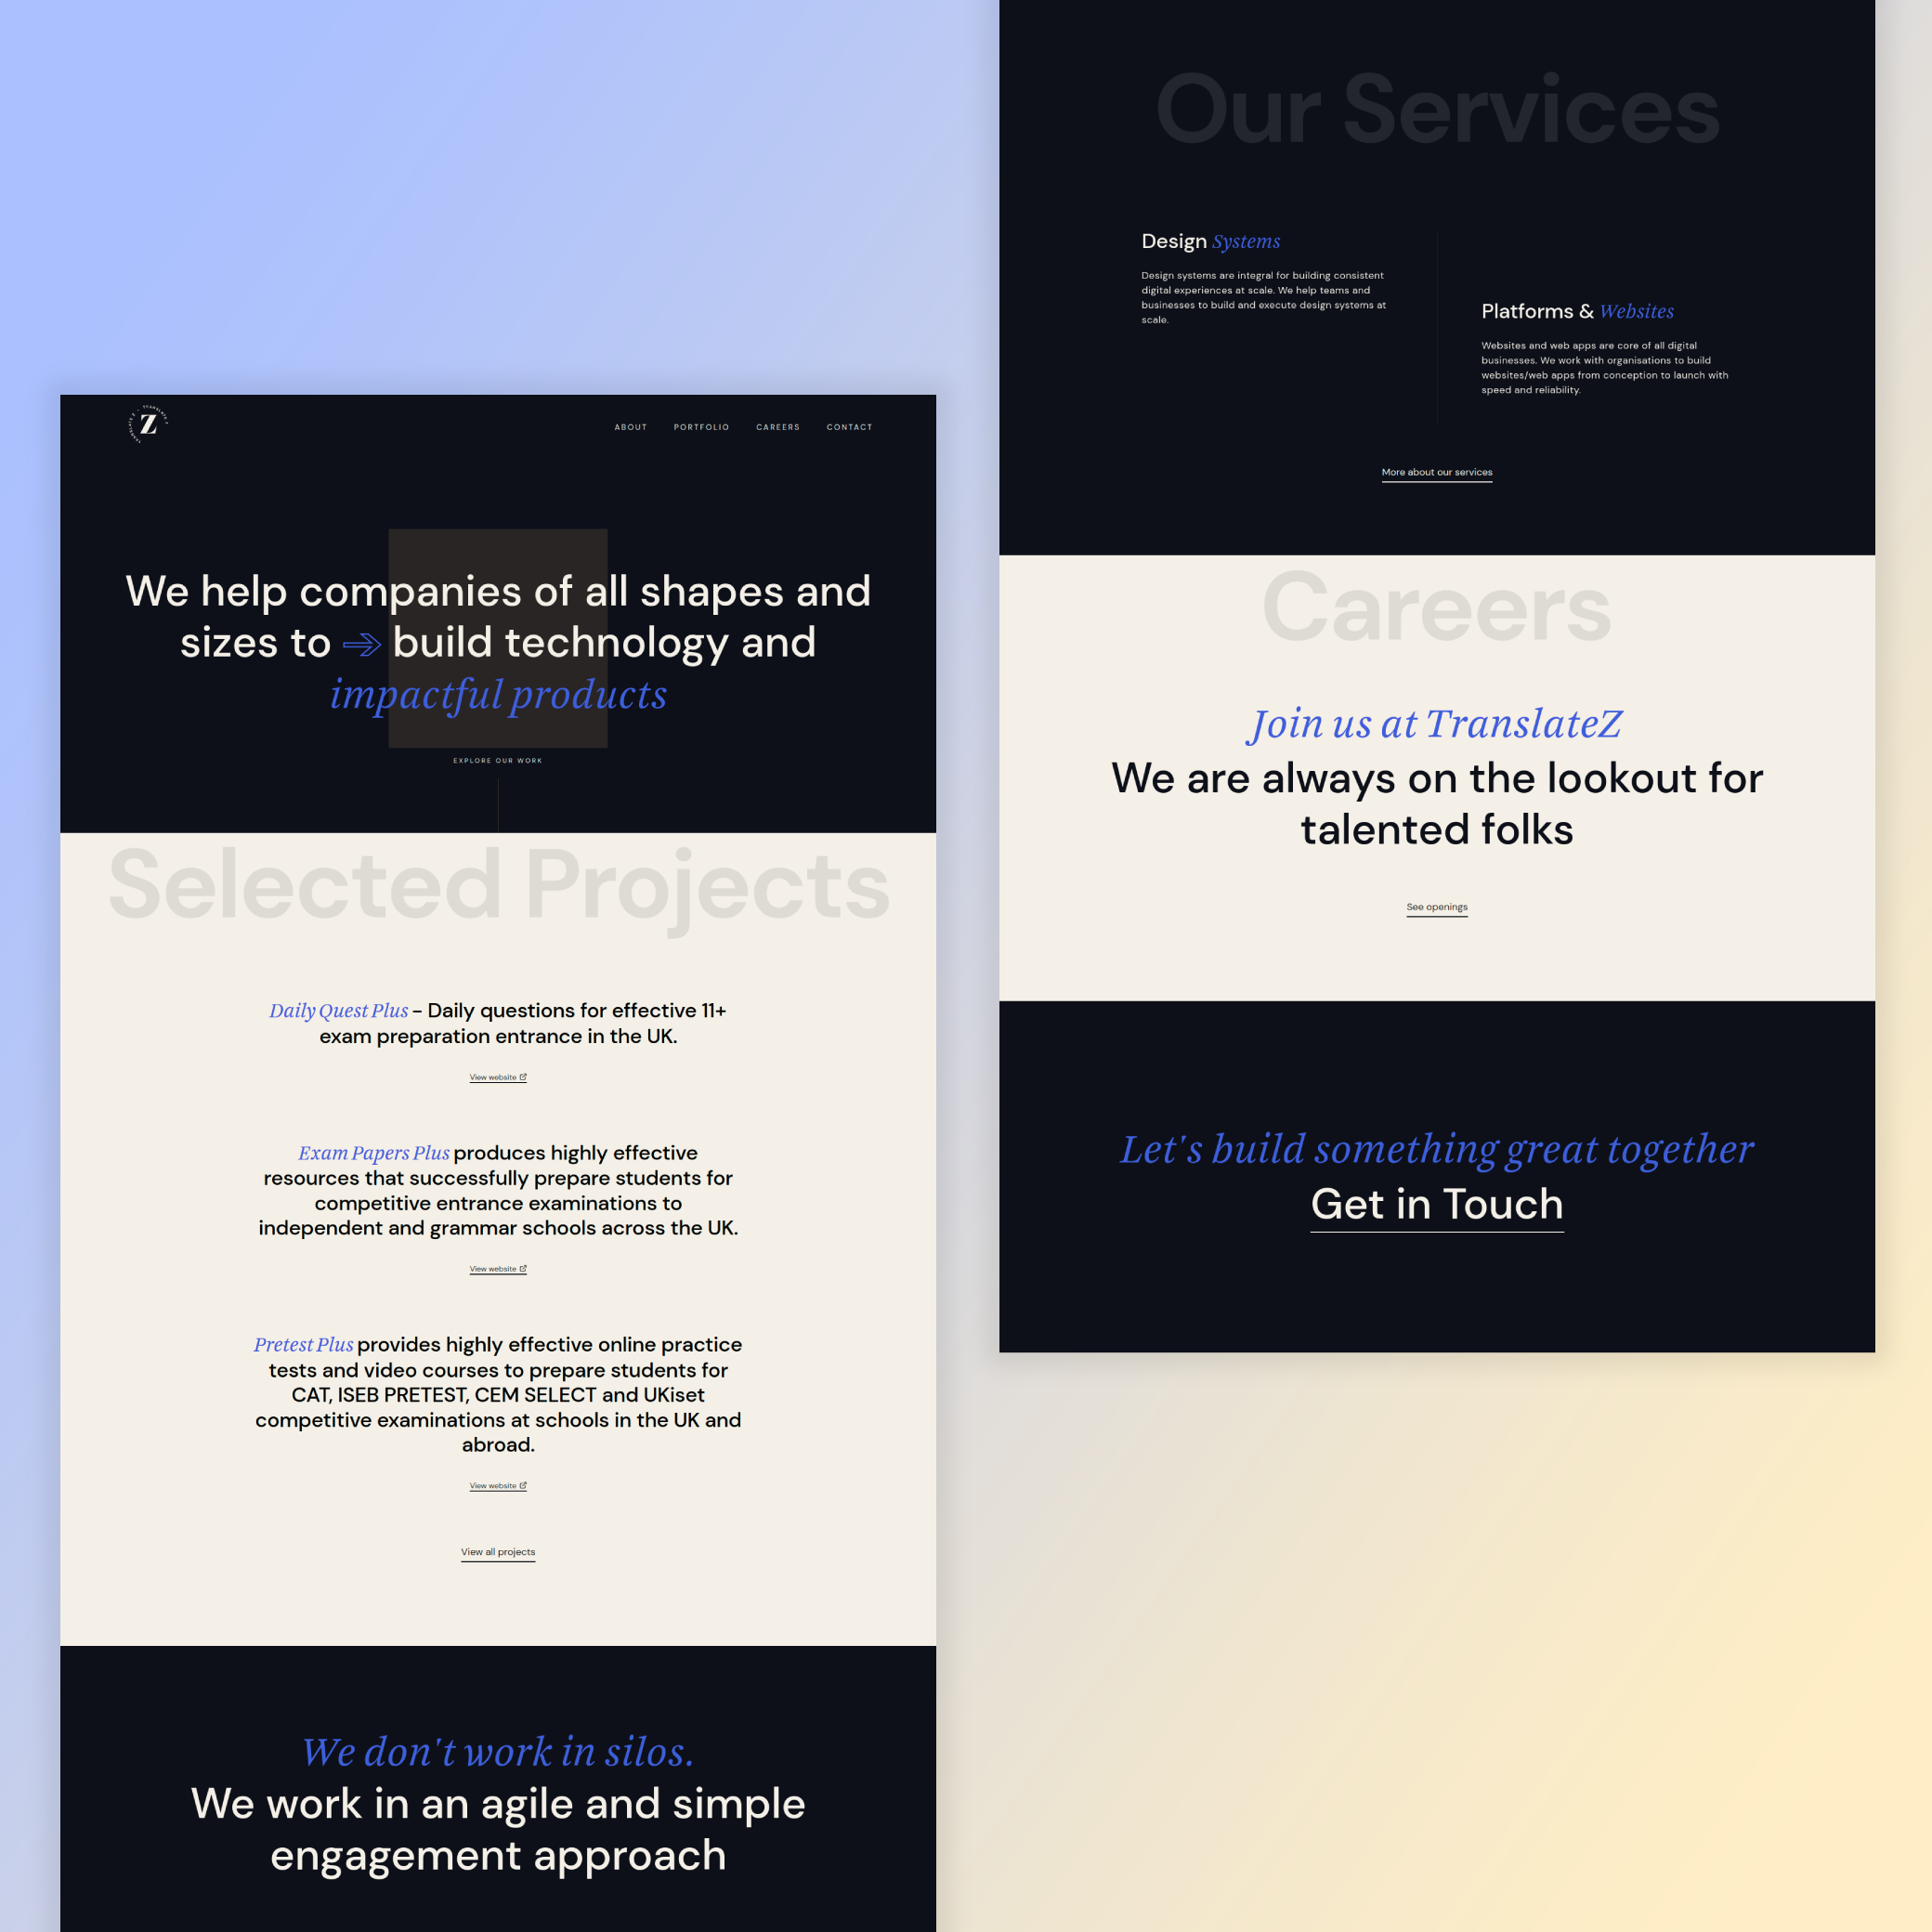 Z
ABOUT PORTFOLIO CAREERS CONTACT
We help companies of all shapes and
sizes to build technology and
impactful products
EXPLORE OUR WORK
Selected Projects
Daily Quest Plus – Daily questions for effective 11+
exam preparation entrance in the UK.
View website
Exam Papers Plus produces highly effective
resources that successfully prepare students for
competitive entrance examinations to
independent and grammar schools across the UK.
View website
Pretest Plus provides highly effective online practice
tests and video courses to prepare students for
CAT, ISEB PRETEST, CEM SELECT and UKiset
competitive examinations at schools in the UK and
abroad.
View website
View all projects
We don't work in silos.
We work in an agile and simple
engagement approach
Our Services
Design Systems
Design systems are integral for building consistent
digital experiences at scale. We help teams and
businesses to build and execute design systems at
scale.
Platforms & Websites
Websites and web apps are core of all digital
businesses. We work with organisations to build
websites/web apps from conception to launch with
speed and reliability.
More about our services
Careers
Join us at TranslateZ
We are always on the lookout for
talented folks
See openings
Let's build something great together
Get in Touch